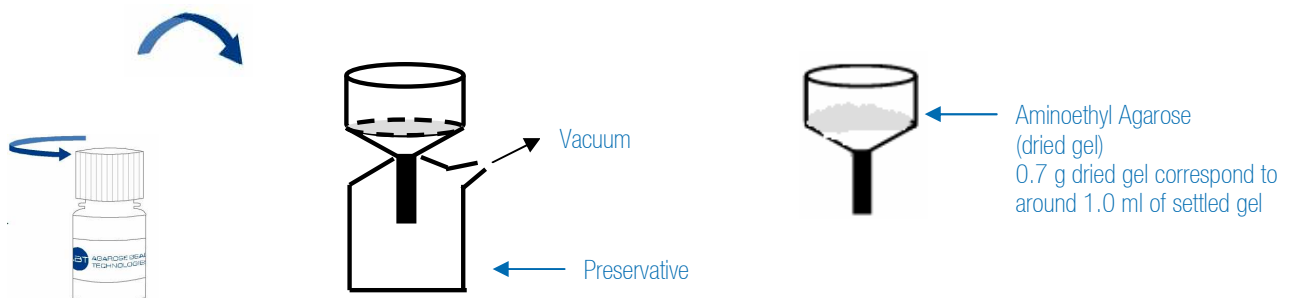 ABT AGAROSE BEAD
TECHNOLOGIES
Vacuum
Preservative
Aminoethyl Agarose
(dried gel)
0.7 g dried gel correspond to
around 1.0 ml of settled gel